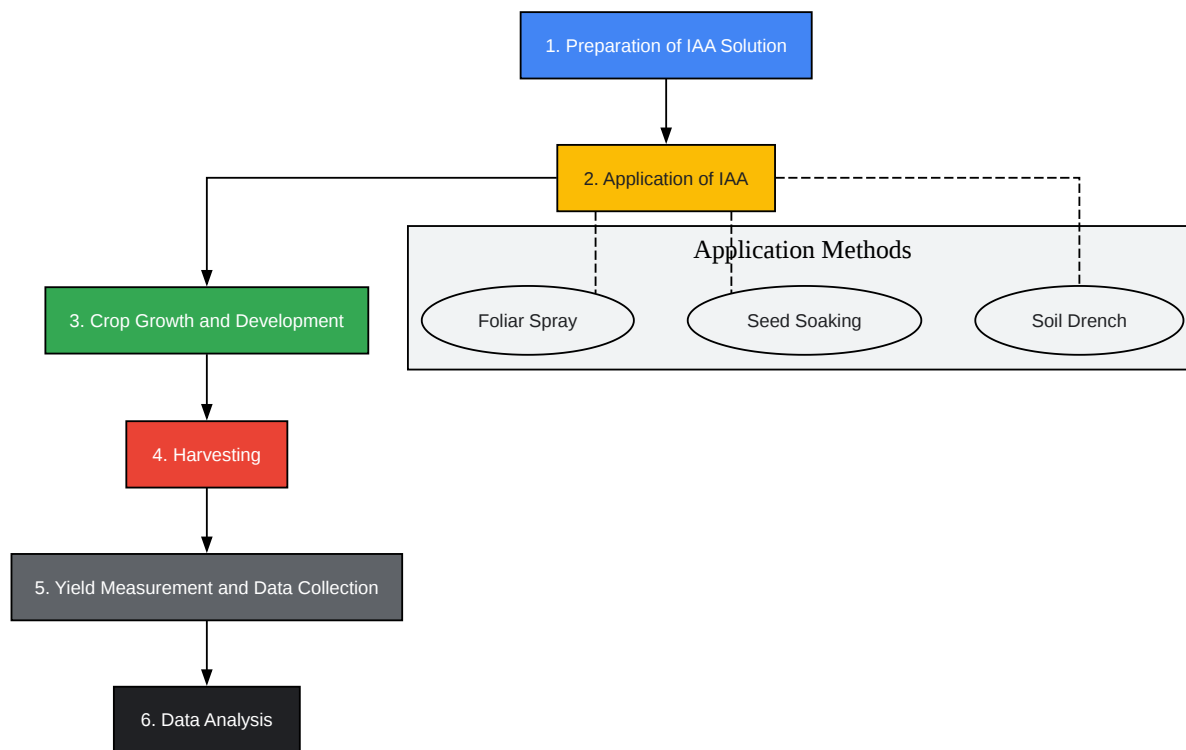 1. Preparation of IAA Solution
2. Application of IAA
Application Methods
Foliar Spray
Seed Soaking
Soil Drench
3. Crop Growth and Development
4. Harvesting
5. Yield Measurement and Data Collection
6. Data Analysis